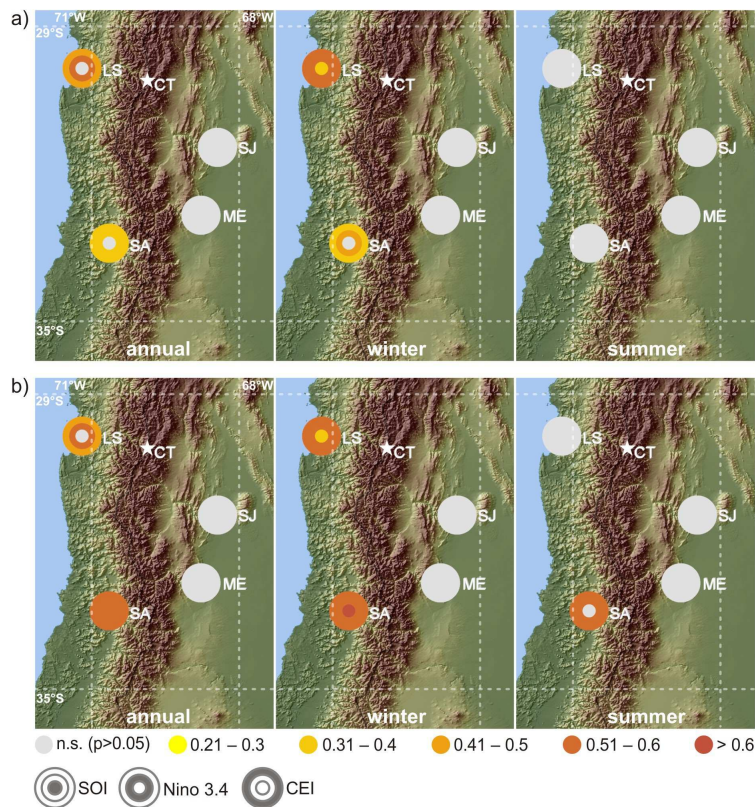 a)
71°W 68°W
29°S
LS LS LS
CT CT CT
SJ SJ SJ
ME ME ME
SA SA SA
35°S
annual winter summer
b)
71°W 68°W
29°S
LS LS LS
CT CT CT
SJ SJ SJ
ME ME ME
SA SA SA
35°S
annual winter summer
n.s. (p>0.05) 0.21 – 0.3 0.31 – 0.4 0.41 – 0.5 0.51 – 0.6 > 0.6
SOI Nino 3.4 CEI